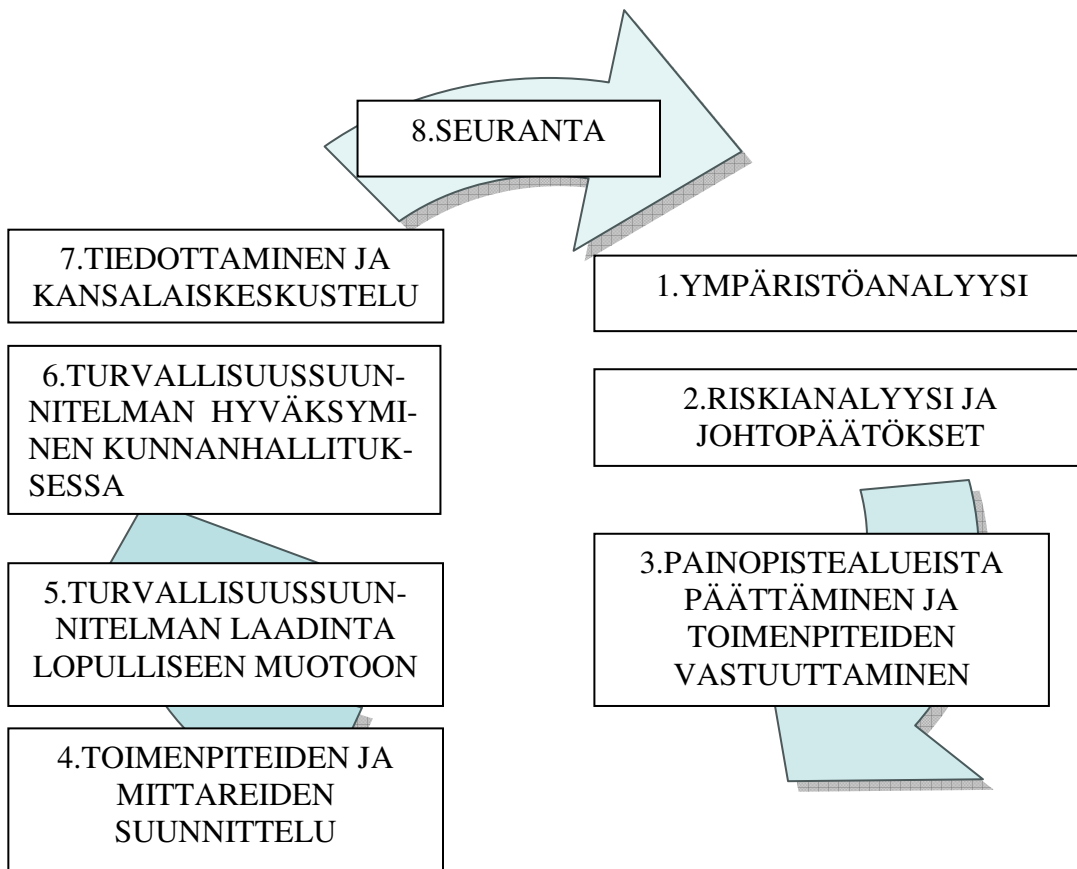 8.SEURANTA
1.YMPÄRISTÖANALYYSI
2.RISKIANALYYSI JA
JOHTOPÄÄTÖKSET
3.PAINOPISTEALUEISTA
PÄÄTTÄMINEN JA
TOIMENPITEIDEN
VASTUUTTAMINEN
4.TOIMENPITEIDEN JA
MITTAREIDEN
SUUNNITTELU
5.TURVALLISUUSSUUN-
NITELMAN LAADINTA
LOPULLISEEN MUOTOON
6.TURVALLISUUSSUUN-
NITELMAN HYVÄKSYMI-
NEN KUNNANHALLITUK-
SESSA
7.TIEDOTTAMINEN JA
KANSALAISKESKUSTELU